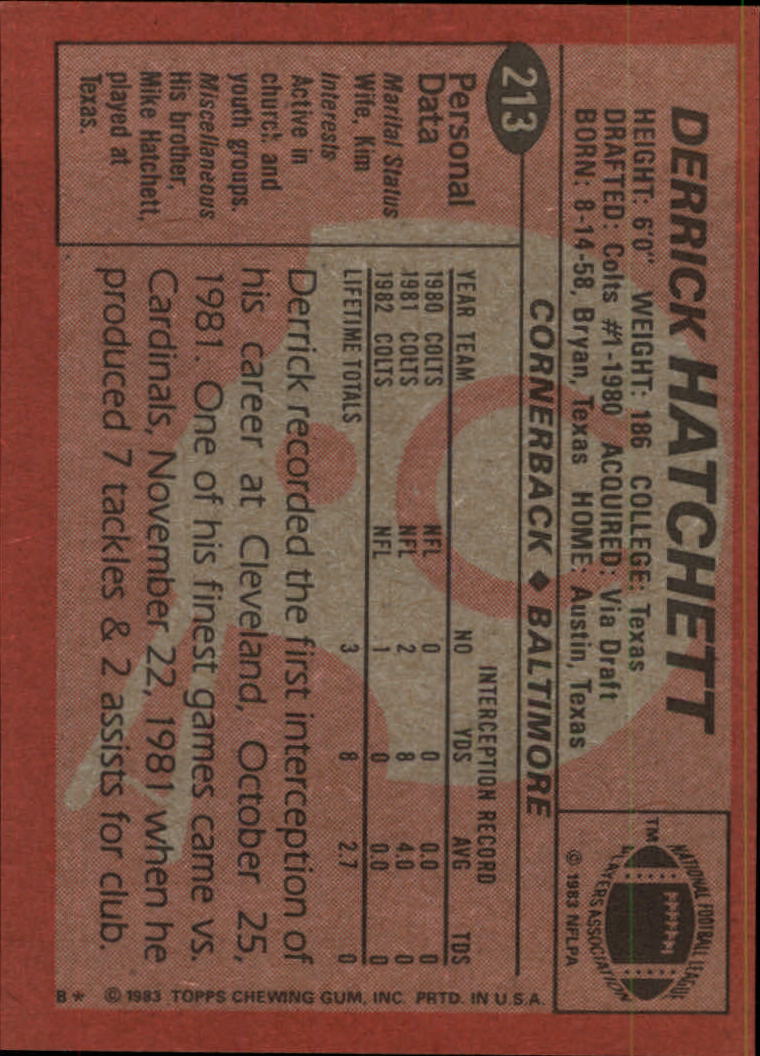 213
DERRICK HATCHETT
HEIGHT: 6'0" WEIGHT: 186 COLLEGE: Texas
DRAFTED: Colts #1-1980 ACQUIRED: Via Draft
BORN: 8-14-58, Bryan, Texas HOME: Austin, Texas
CORNERBACK ◆ BALTIMORE
TM
NATIONAL FOOTBALL LEAGUE
PLAYERS ASSOCIATION
© 1983 NFLPA
Personal
Data
Marital Status
Wife, Kim
Interests
Active in
church and
youth groups.
Miscellaneous
His brother,
Mike Hatchett,
played at
Texas.
INTERCEPTION RECORD
YEAR TEAM NO YDS AVG TDS
1980 COLTS NFL 0 0 0.0 0
1981 COLTS NFL 2 8 4.0 0
1982 COLTS NFL 1 0 0.0 0
LIFETIME TOTALS 3 8 2.7 0
Derrick recorded the first interception of
his career at Cleveland, October 25,
1981. One of his finest games came vs.
Cardinals, November 22, 1981 when he
produced 7 tackles & 2 assists for club.
B* © 1983 TOPPS CHEWING GUM, INC. PRTD. IN U.S.A.